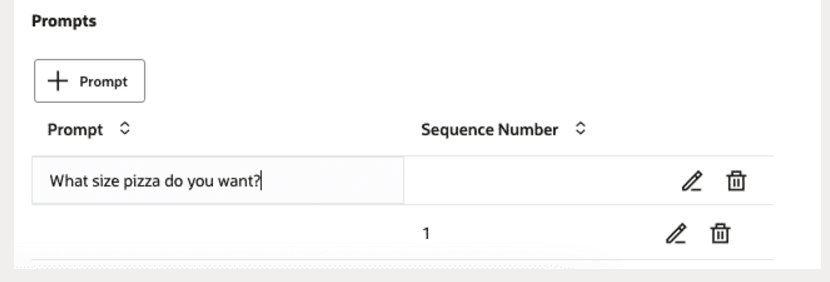 Prompts
+ Prompt
Prompt Sequence Number
What size pizza do you want?
1